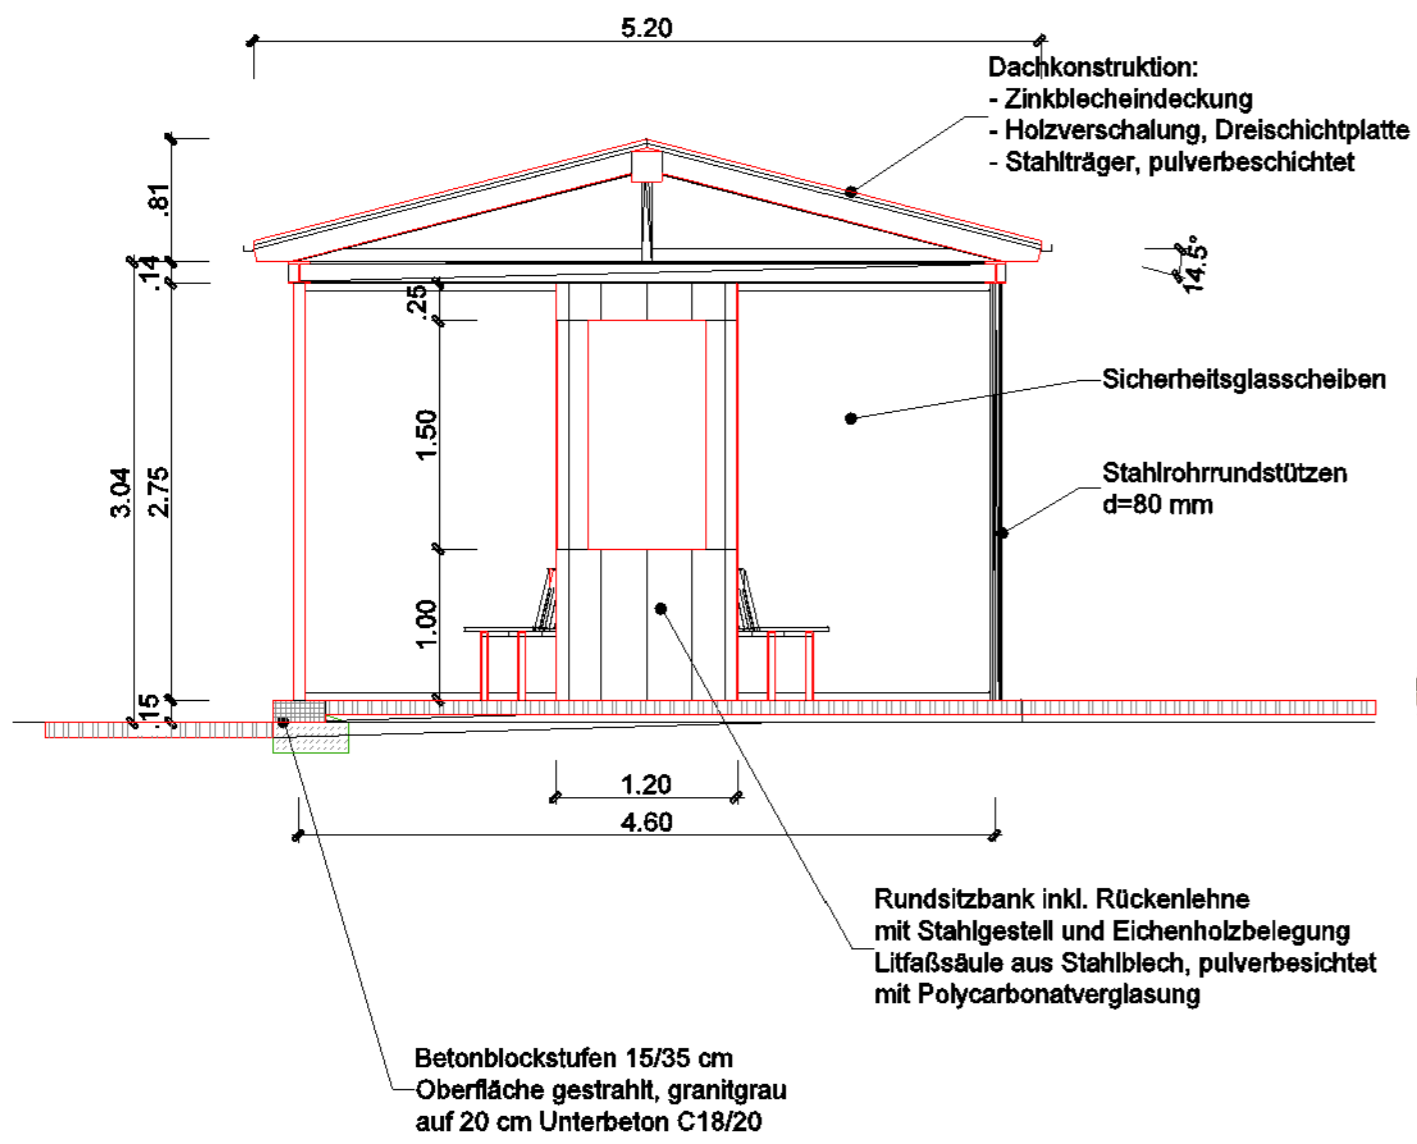 5.20
Dachkonstruktion:
- Zinkblecheindeckung
- Holzverschalung, Dreischichtplatte
- Stahlträger, pulverbeschichtet
.81
.14
14.5°
.25
Sicherheitsglasscheiben
1.50
3.04
2.75
Stahlrohrrundstützen
d=80 mm
1.00
.15
1.20
4.60
Rundsitzbank inkl. Rückenlehne
mit Stahlgestell und Eichenholzbelegung
Litfaßsäule aus Stahlblech, pulverbesichtet
mit Polycarbonatverglasung
Betonblockstufen 15/35 cm
Oberfläche gestrahlt, granitgrau
auf 20 cm Unterbeton C18/20